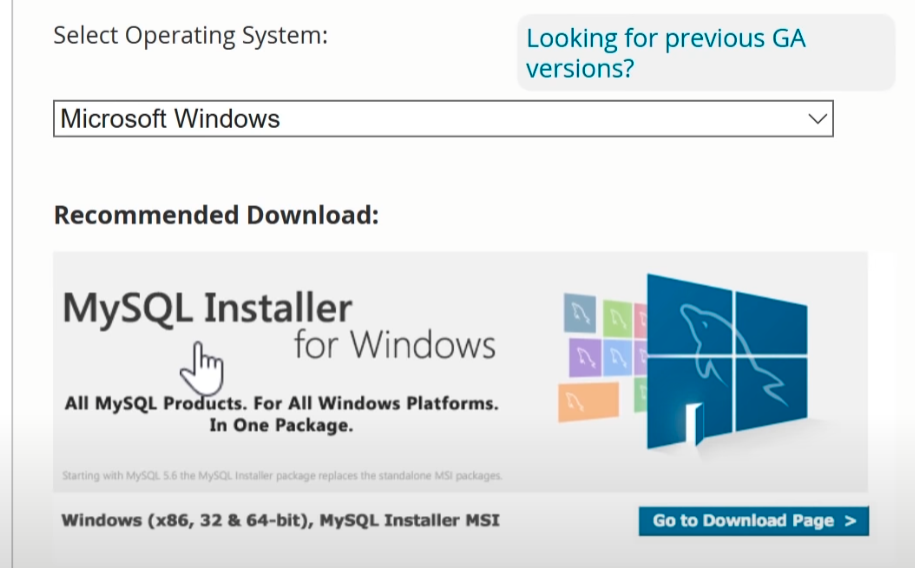 Select Operating System:
Looking for previous GA
versions?
Microsoft Windows
Recommended Download:
MySQL Installer
for Windows
All MySQL Products. For All Windows Platforms.
In One Package.
Starting with MySQL 5.6 the MySQL Installer package replaces the standalone MSI packages.
Windows (x86, 32 & 64-bit), MySQL Installer MSI
Go to Download Page >